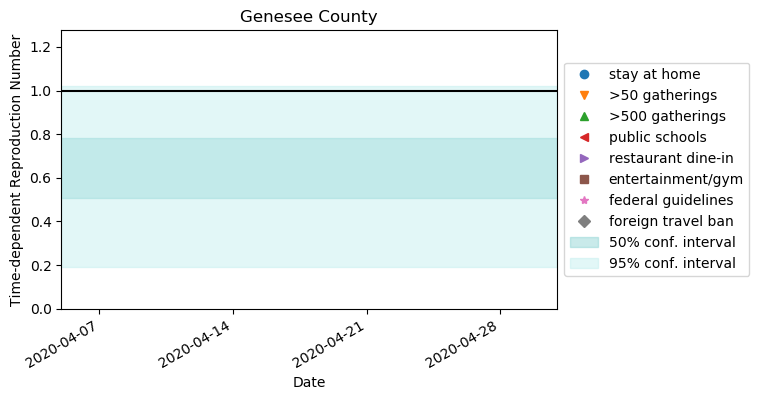 Genesee County
Time-dependent Reproduction Number
1.2
1.0
0.8
0.6
0.4
0.2
0.0
2020-04-07
2020-04-14
2020-04-21
2020-04-28
Date
stay at home
>50 gatherings
>500 gatherings
public schools
restaurant dine-in
entertainment/gym
federal guidelines
foreign travel ban
50% conf. interval
95% conf. interval